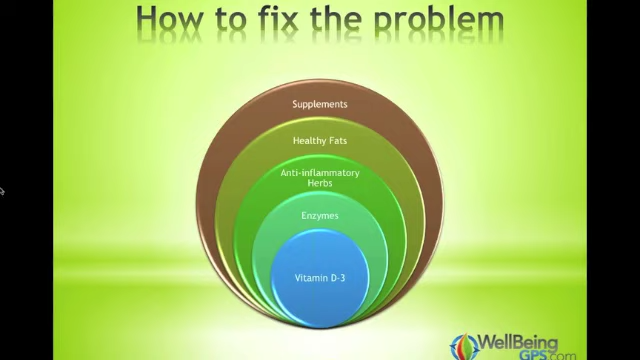 How to fix the problem
Supplements
Healthy Fats
Anti-inflammatory
Herbs
Enzymes
Vitamin D-3
WellBeing
GPS.com